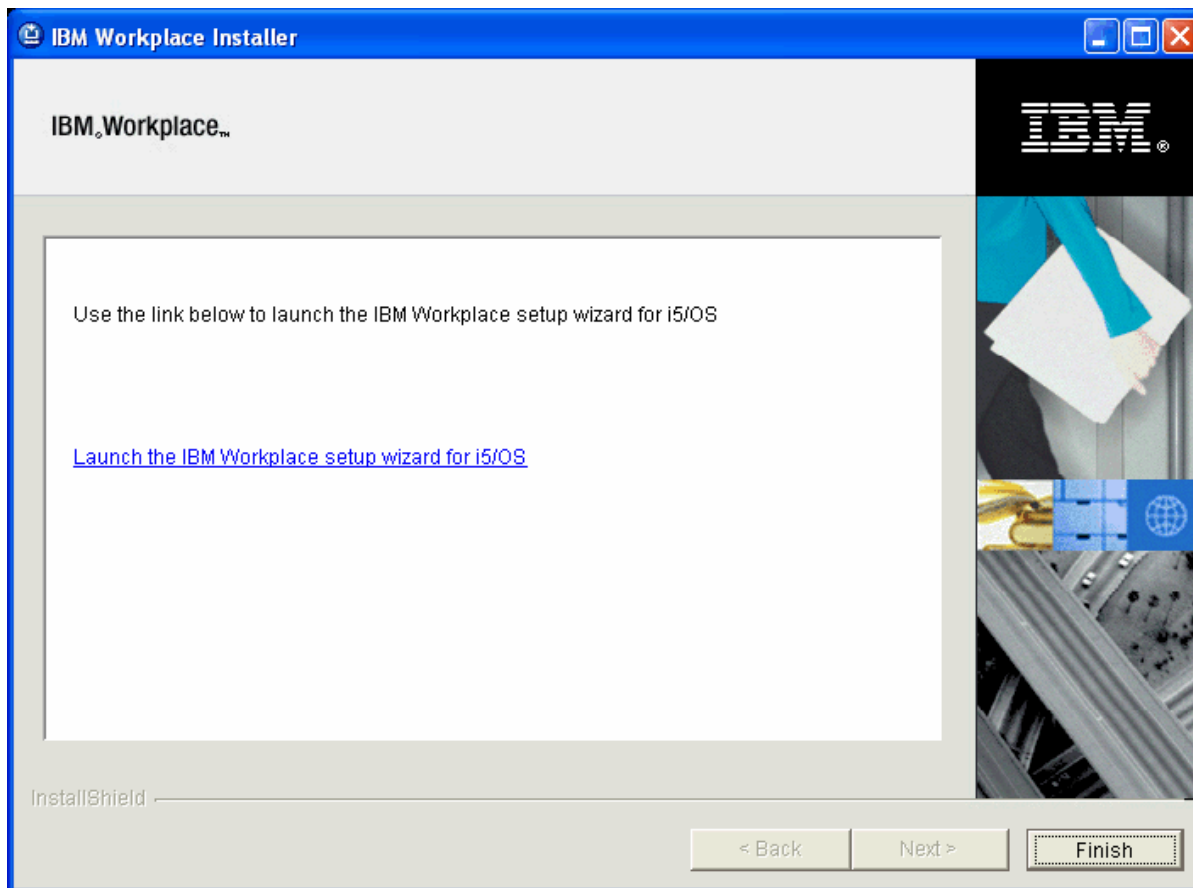 IBM Workplace Installer
IBM® Workplace™
IBM®
Use the link below to launch the IBM Workplace setup wizard for i5/OS
Launch the IBM Workplace setup wizard for i5/OS
InstallShield
< Back
Next >
Finish